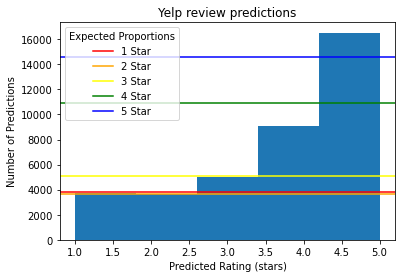 Yelp review predictions
Expected Proportions
1 Star
2 Star
3 Star
4 Star
5 Star
Number of Predictions
16000
14000
12000
10000
8000
6000
4000
2000
0
1.0 1.5 2.0 2.5 3.0 3.5 4.0 4.5 5.0
Predicted Rating (stars)